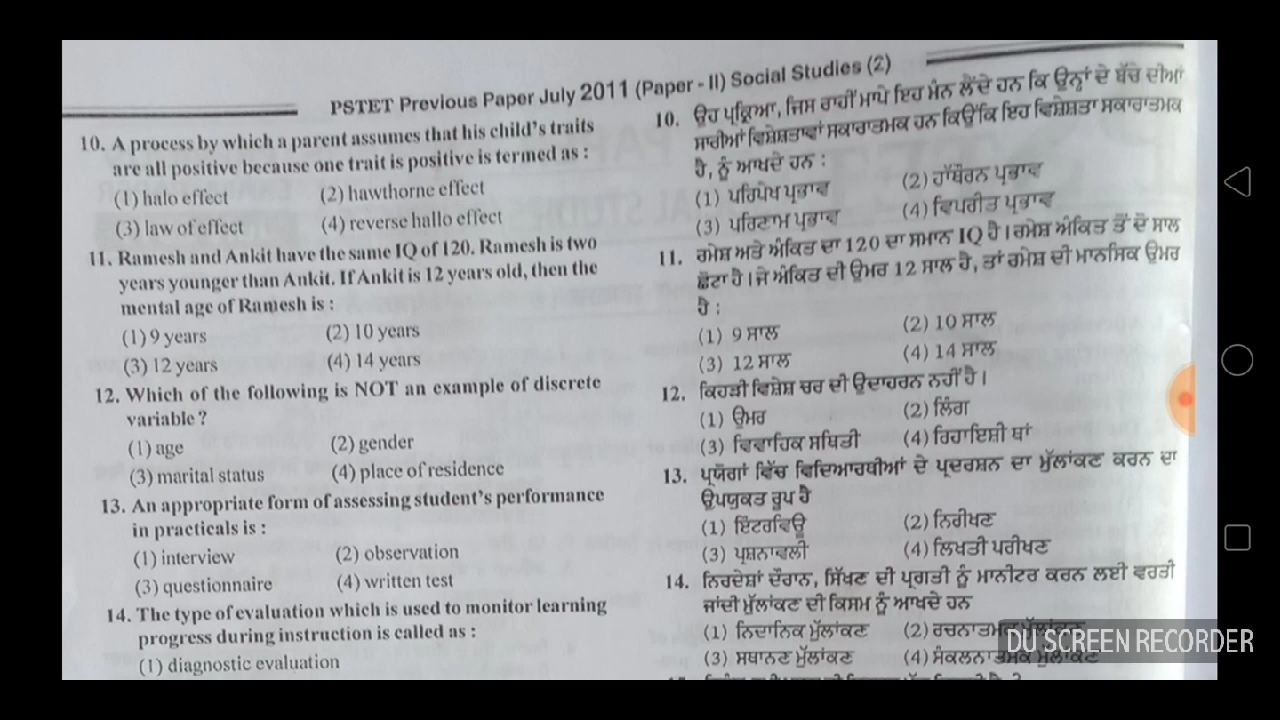 PSTET Previous Paper July 2011 (Paper - II) Social Studies (2)
10. A process by which a parent assumes that his child's traits
are all positive because one trait is positive is termed as :
(1) halo effect (2) hawthorne effect
(3) law of effect (4) reverse hallo effect
11. Ramesh and Ankit have the same IQ of 120. Ramesh is two
years younger than Ankit. If Ankit is 12 years old, then the
mental age of Ramesh is :
(1) 9 years (2) 10 years
(3) 12 years (4) 14 years
12. Which of the following is NOT an example of discrete
variable ?
(1) age (2) gender
(3) marital status (4) place of residence
13. An appropriate form of assessing student's performance
in practicals is :
(1) interview (2) observation
(3) questionnaire (4) written test
14. The type of evaluation which is used to monitor learning
progress during instruction is called as :
(1) diagnostic evaluation
10. ਉਹ ਪ੍ਰਕ੍ਰਿਆ, ਜਿਸ ਰਾਹੀਂ ਮਾਪੇ ਇਹ ਮੰਨ ਲੈਂਦੇ ਹਨ ਕਿ ਉਨ੍ਹਾਂ ਦੇ ਬੱਚੇ ਦੀਆਂ
ਸਾਰੀਆਂ ਵਿਸ਼ੇਸ਼ਤਾਵਾਂ ਸਕਾਰਾਤਮਕ ਹਨ ਕਿਉਂਕਿ ਇਹ ਵਿਸ਼ੇਸ਼ਤਾ ਸਕਾਰਾਤਮਕ
ਹੈ, ਨੂੰ ਆਖਦੇ ਹਨ :
(1) ਪਰਿਪੇਖ ਪ੍ਰਭਾਵ (2) ਹਾੱਥੋਰਨ ਪ੍ਰਭਾਵ
(3) ਪਰਿਣਾਮ ਪ੍ਰਭਾਵ (4) ਵਿਪਰੀਤ ਪ੍ਰਭਾਵ
11. ਰਮੇਸ਼ ਅਤੇ ਅੰਕਿਤ ਦਾ 120 ਦਾ ਸਮਾਨ IQ ਹੈ। ਰਮੇਸ਼ ਅੰਕਿਤ ਤੋਂ ਦੋ ਸਾਲ
ਛੋਟਾ ਹੈ। ਜੇ ਅੰਕਿਤ ਦੀ ਉਮਰ 12 ਸਾਲ ਹੈ, ਤਾਂ ਰਮੇਸ਼ ਦੀ ਮਾਨਸਿਕ ਉਮਰ
ਹੈ :
(1) 9 ਸਾਲ (2) 10 ਸਾਲ
(3) 12 ਸਾਲ (4) 14 ਸਾਲ
12. ਕਿਹੜੀ ਵਿਸ਼ੇਸ਼ ਚਰ ਦੀ ਉਦਾਹਰਨ ਨਹੀਂ ਹੈ।
(1) ਉਮਰ (2) ਲਿੰਗ
(3) ਵਿਵਾਹਿਕ ਸਥਿਤੀ (4) ਰਿਹਾਇਸ਼ੀ ਥਾਂ
13. ਪ੍ਰਯੋਗਾਂ ਵਿੱਚ ਵਿਦਿਆਰਥੀਆਂ ਦੇ ਪ੍ਰਦਰਸ਼ਨ ਦਾ ਮੁੱਲਾਂਕਣ ਕਰਨ ਦਾ
ਉਪਯੁਕਤ ਰੂਪ ਹੈ
(1) ਇੰਟਰਵਿਊ (2) ਨਿਰੀਖਣ
(3) ਪ੍ਰਸ਼ਨਾਵਲੀ (4) ਲਿਖਤੀ ਪਰੀਖਣ
14. ਨਿਰਦੇਸ਼ਾਂ ਦੌਰਾਨ, ਸਿੱਖਣ ਦੀ ਪ੍ਰਗਤੀ ਨੂੰ ਮਾਨੀਟਰ ਕਰਨ ਲਈ ਵਰਤੀ
ਜਾਂਦੀ ਮੁੱਲਾਂਕਣ ਦੀ ਕਿਸਮ ਨੂੰ ਆਖਦੇ ਹਨ
(1) ਨਿਦਾਨਿਕ ਮੁੱਲਾਂਕਣ (2) ਰਚਨਾਤਮਕ ਮੁੱਲਾਂਕਣ
(3) ਸਥਾਨਣ ਮੁੱਲਾਂਕਣ (4) ਸੰਕਲਨਾਤਮਕ ਮੁੱਲਾਂਕਣ
DU SCREEN RECORDER